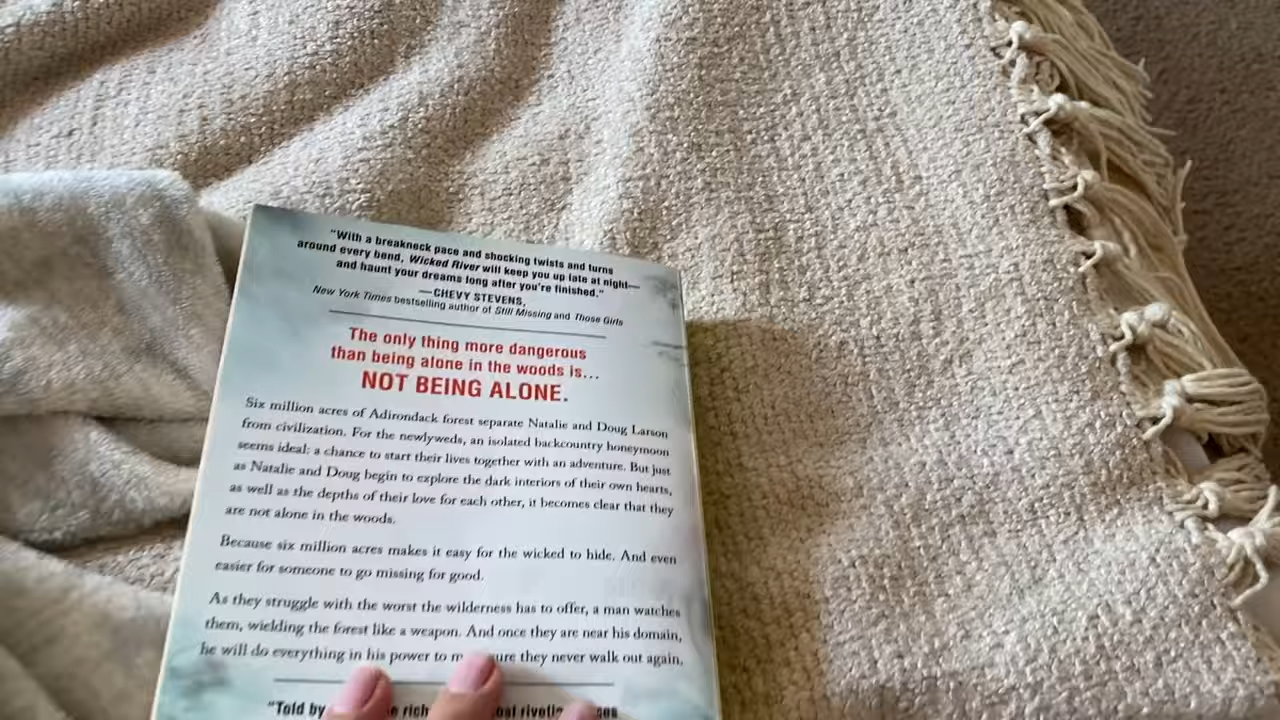 "With a breakneck pace and shocking twists and turns
around every bend, Wicked River will keep you up late at night—
and haunt your dreams long after you're finished."
—CHEVY STEVENS,
New York Times bestselling author of Still Missing and Those Girls
The only thing more dangerous
than being alone in the woods is...
NOT BEING ALONE.
Six million acres of Adirondack forest separate Natalie and Doug Larson
from civilization. For the newlyweds, an isolated backcountry honeymoon
seems ideal: a chance to start their lives together with an adventure. But just
as Natalie and Doug begin to explore the dark interiors of their own hearts,
as well as the depths of their love for each other, it becomes clear that they
are not alone in the woods.
Because six million acres makes it easy for the wicked to hide. And even
easier for someone to go missing for good.
As they struggle with the worst the wilderness has to offer, a man watches
them, wielding the forest like a weapon. And once they are near his domain,
he will do everything in his power to sure they never walk out again.
"Told by